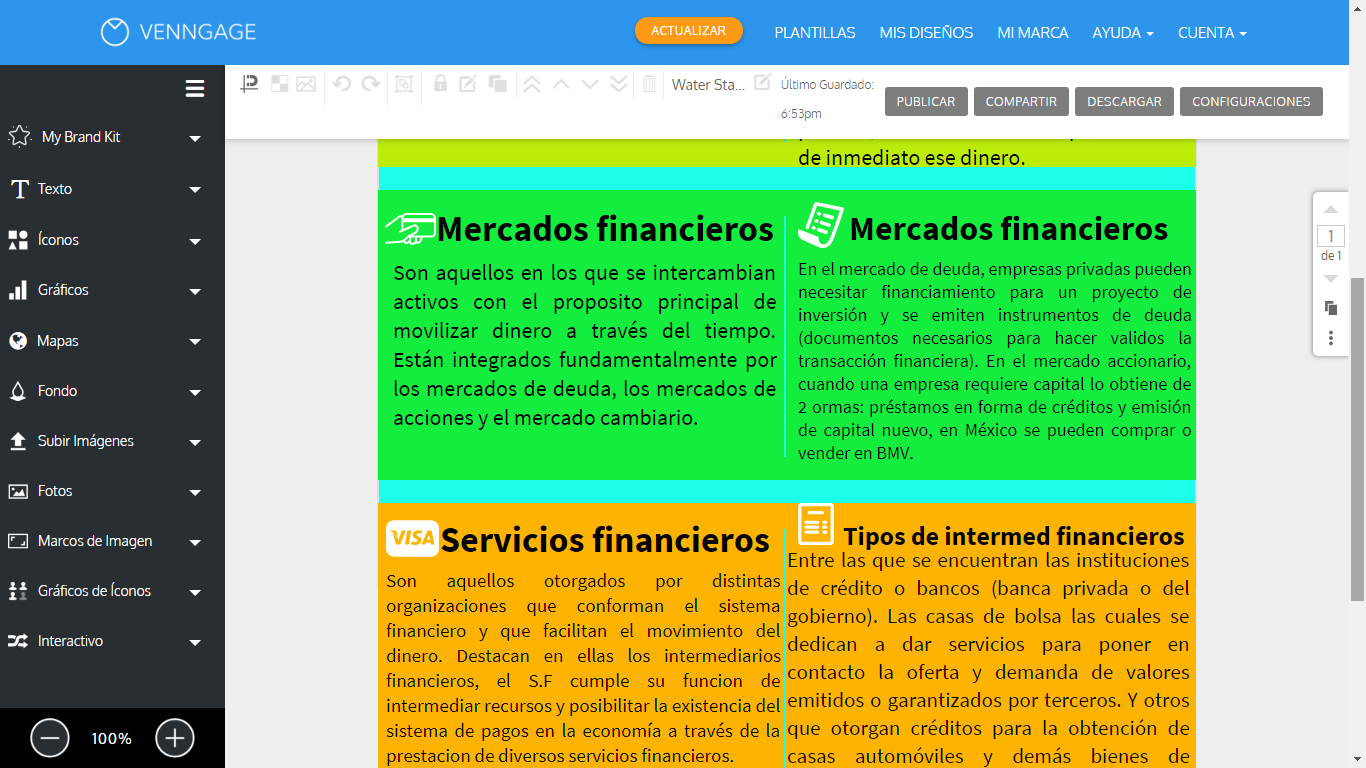 VENNGAGE
ACTUALIZAR
PLANTILLAS
MIS DISEÑOS
MI MARCA
AYUDA
CUENTA
Water Sta...
Último Guardado:
6:53pm
PUBLICAR
COMPARTIR
DESCARGAR
CONFIGURACIONES
My Brand Kit
Texto
Íconos
Gráficos
Mapas
Fondo
Subir Imágenes
Fotos
Marcos de Imagen
Gráficos de Íconos
Interactivo
100%
de inmediato ese dinero.
Mercados financieros
Son aquellos en los que se intercambian
activos con el proposito principal de
movilizar dinero a través del tiempo.
Están integrados fundamentalmente por
los mercados de deuda, los mercados de
acciones y el mercado cambiario.
Mercados financieros
En el mercado de deuda, empresas privadas pueden
necesitar financiamiento para un proyecto de
inversión y se emiten instrumentos de deuda
(documentos necesarios para hacer validos la
transacción financiera). En el mercado accionario,
cuando una empresa requiere capital lo obtiene de
2 ormas: préstamos en forma de créditos y emisión
de capital nuevo, en México se pueden comprar o
vender en BMV.
VISA
Servicios financieros
Son aquellos otorgados por distintas
organizaciones que conforman el sistema
financiero y que facilitan el movimiento del
dinero. Destacan en ellas los intermediarios
financieros, el S.F cumple su funcion de
intermediar recursos y posibilitar la existencia del
sistema de pagos en la economía a través de la
prestacion de diversos servicios financieros.
Tipos de intermed financieros
Entre las que se encuentran las instituciones
de crédito o bancos (banca privada o del
gobierno). Las casas de bolsa las cuales se
dedican a dar servicios para poner en
contacto la oferta y demanda de valores
emitidos o garantizados por terceros. Y otros
que otorgan créditos para la obtención de
casas automóviles y demás bienes de
1
de 1